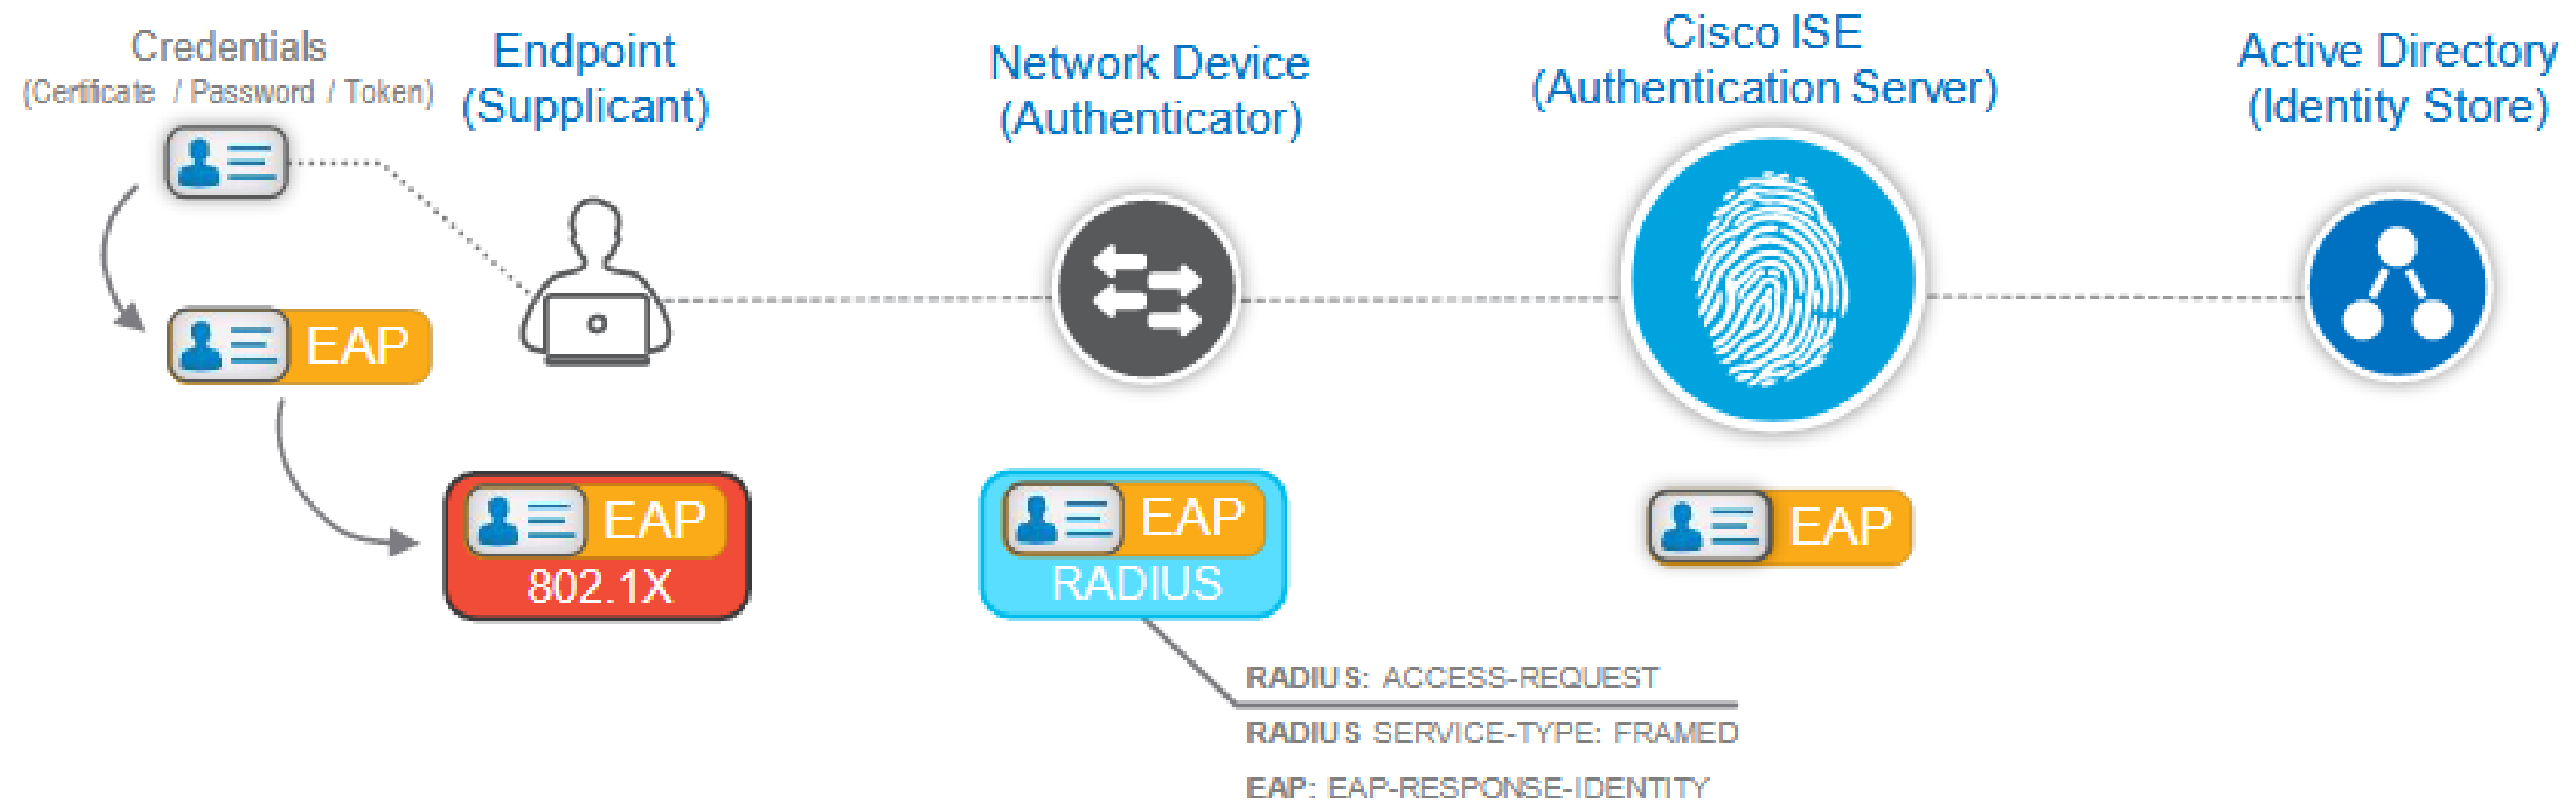 Credentials
(Certificate / Password / Token)
Endpoint
(Supplicant)
Network Device
(Authenticator)
Cisco ISE
(Authentication Server)
Active Directory
(Identity Store)
EAP
EAP
802.1X
EAP
RADIUS
EAP
RADIUS: ACCESS-REQUEST
RADIUS SERVICE-TYPE: FRAMED
EAP: EAP-RESPONSE-IDENTITY